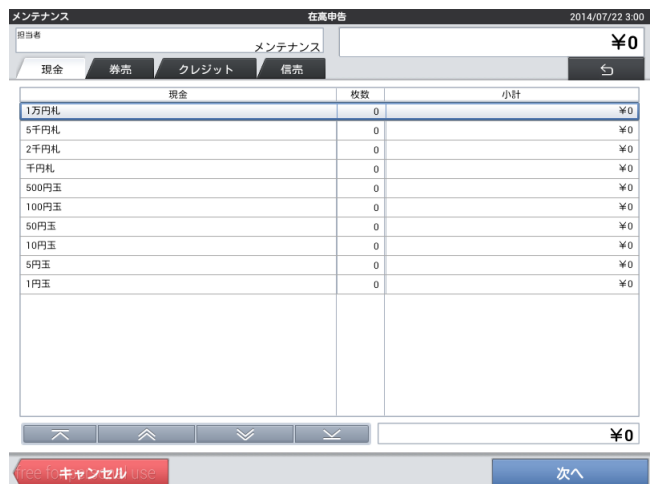 メンテナンス 在高申告 2014/07/22 3:00
担当者 メンテナンス ¥0
現金 券売 クレジット 信売
現金 枚数 小計
1万円札 0 ¥0
5千円札 0 ¥0
2千円札 0 ¥0
千円札 0 ¥0
500円玉 0 ¥0
100円玉 0 ¥0
50円玉 0 ¥0
10円玉 0 ¥0
5円玉 0 ¥0
1円玉 0 ¥0
¥0
キャンセル 次へ
free for use